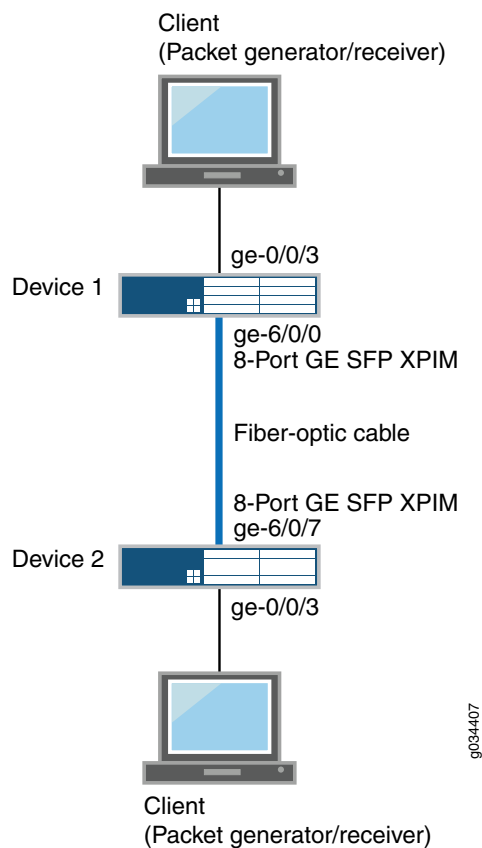 Client
(Packet generator/receiver)
ge-0/0/3
Device 1
ge-6/0/0
8-Port GE SFP XPIM
Fiber-optic cable
8-Port GE SFP XPIM
ge-6/0/7
Device 2
ge-0/0/3
g034407
Client
(Packet generator/receiver)